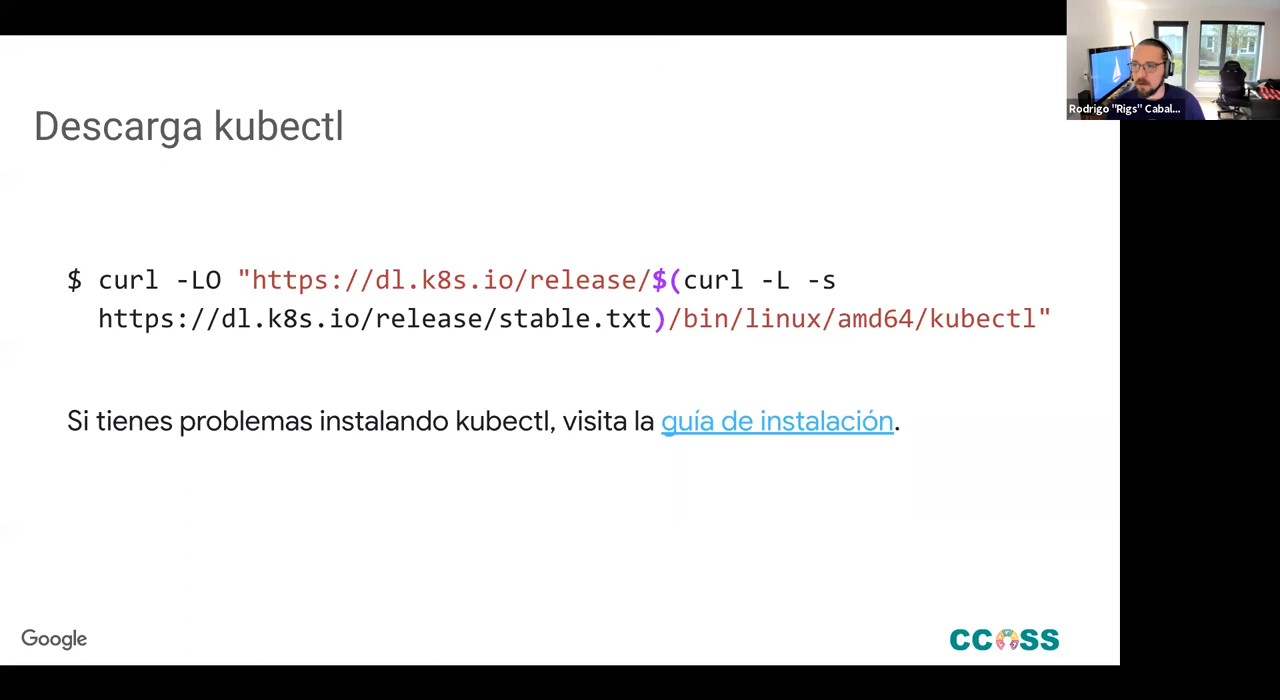 Rodrigo "Rigs" Cabal...
Descarga kubectl
$ curl -LO "https://dl.k8s.io/release/$(curl -L -s
https://dl.k8s.io/release/stable.txt)/bin/linux/amd64/kubectl"
Si tienes problemas instalando kubectl, visita la guía de instalación.
Google
CCOSS